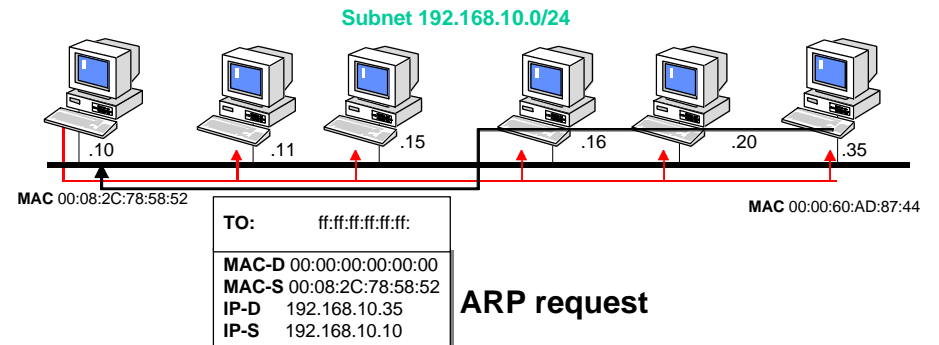 Subnet 192.168.10.0/24
.10
.11
.15
.16
.20
.35
MAC 00:08:2C:78:58:52
MAC 00:00:60:AD:87:44
TO: ff:ff:ff:ff:ff:ff:
MAC-D 00:00:00:00:00:00
MAC-S 00:08:2C:78:58:52
IP-D 192.168.10.35
IP-S 192.168.10.10
ARP request